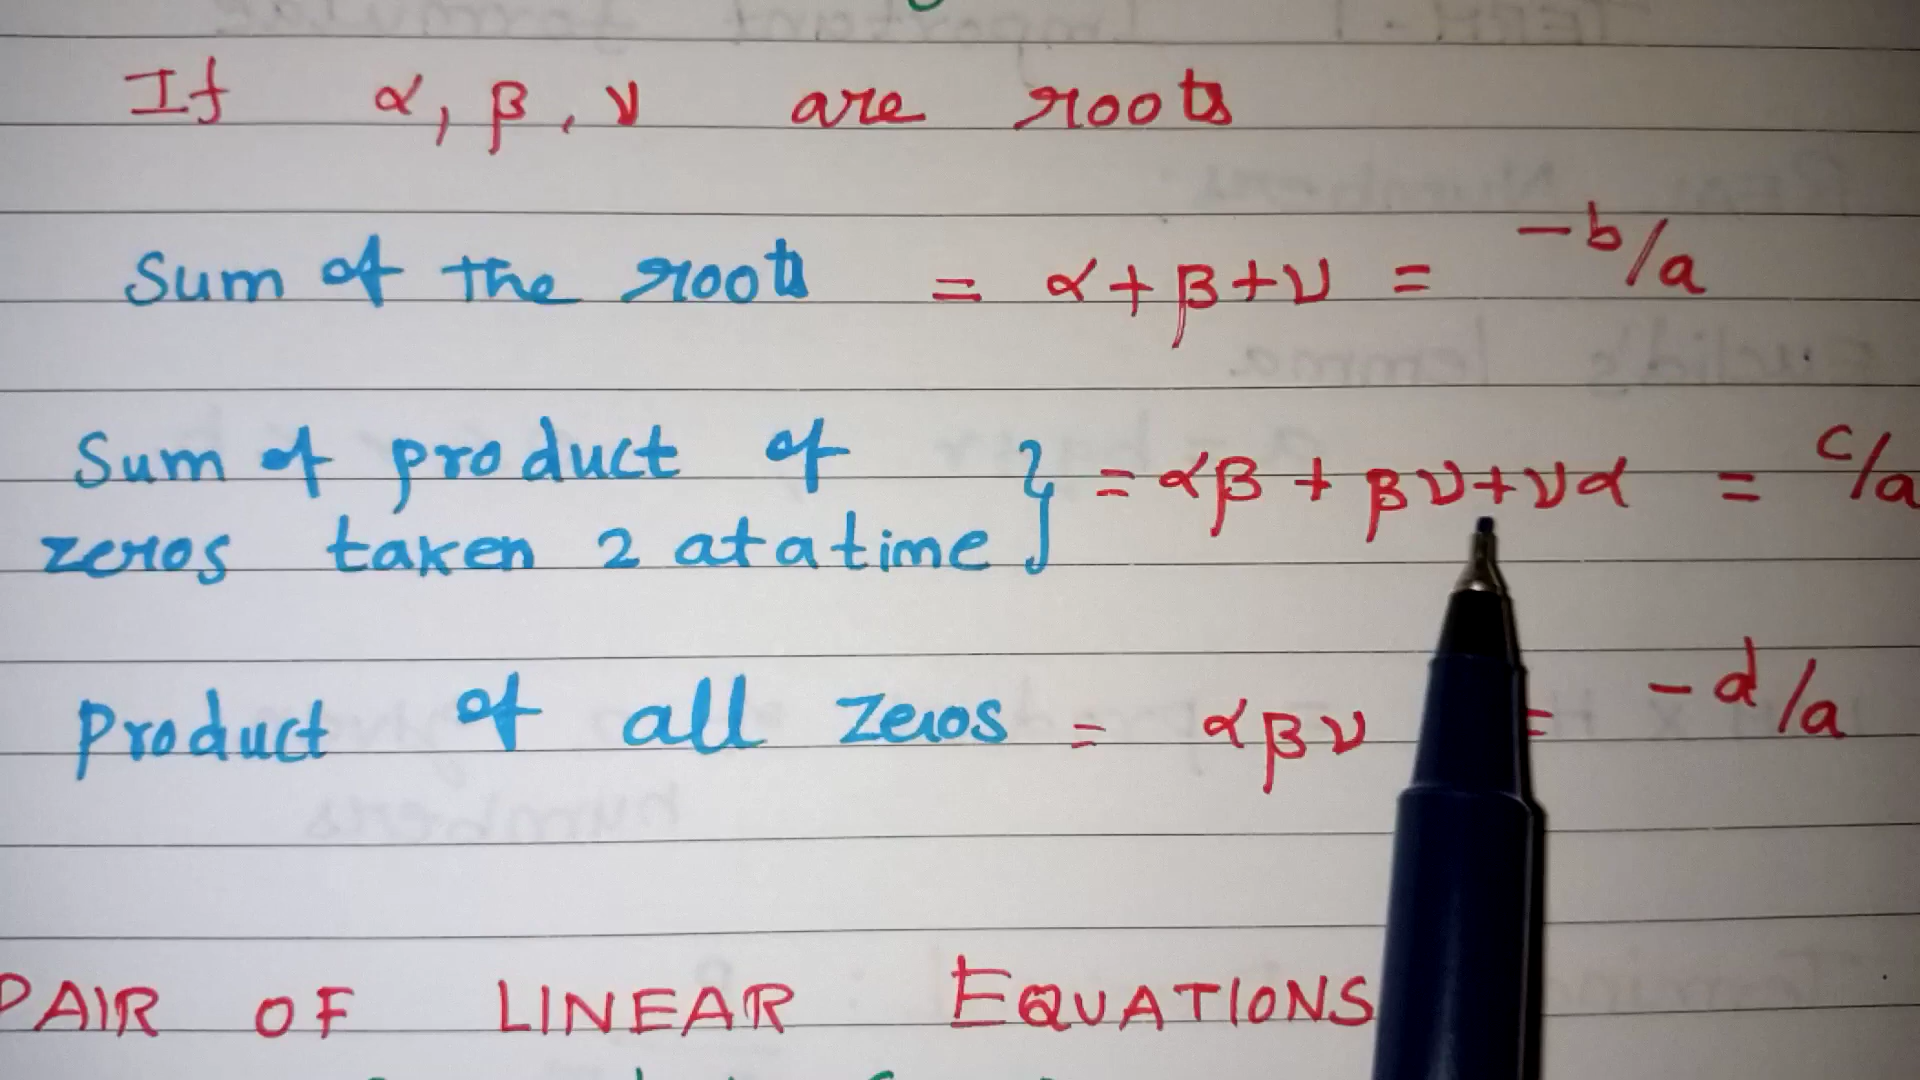 If α, β, γ are roots
Sum of the roots = α+β+γ = -b/a
Sum of product of
zeros taken 2 at a time } = αβ + βγ+γα = c/a
product of all zeros = αβγ = -d/a
PAIR OF LINEAR EQUATIONS